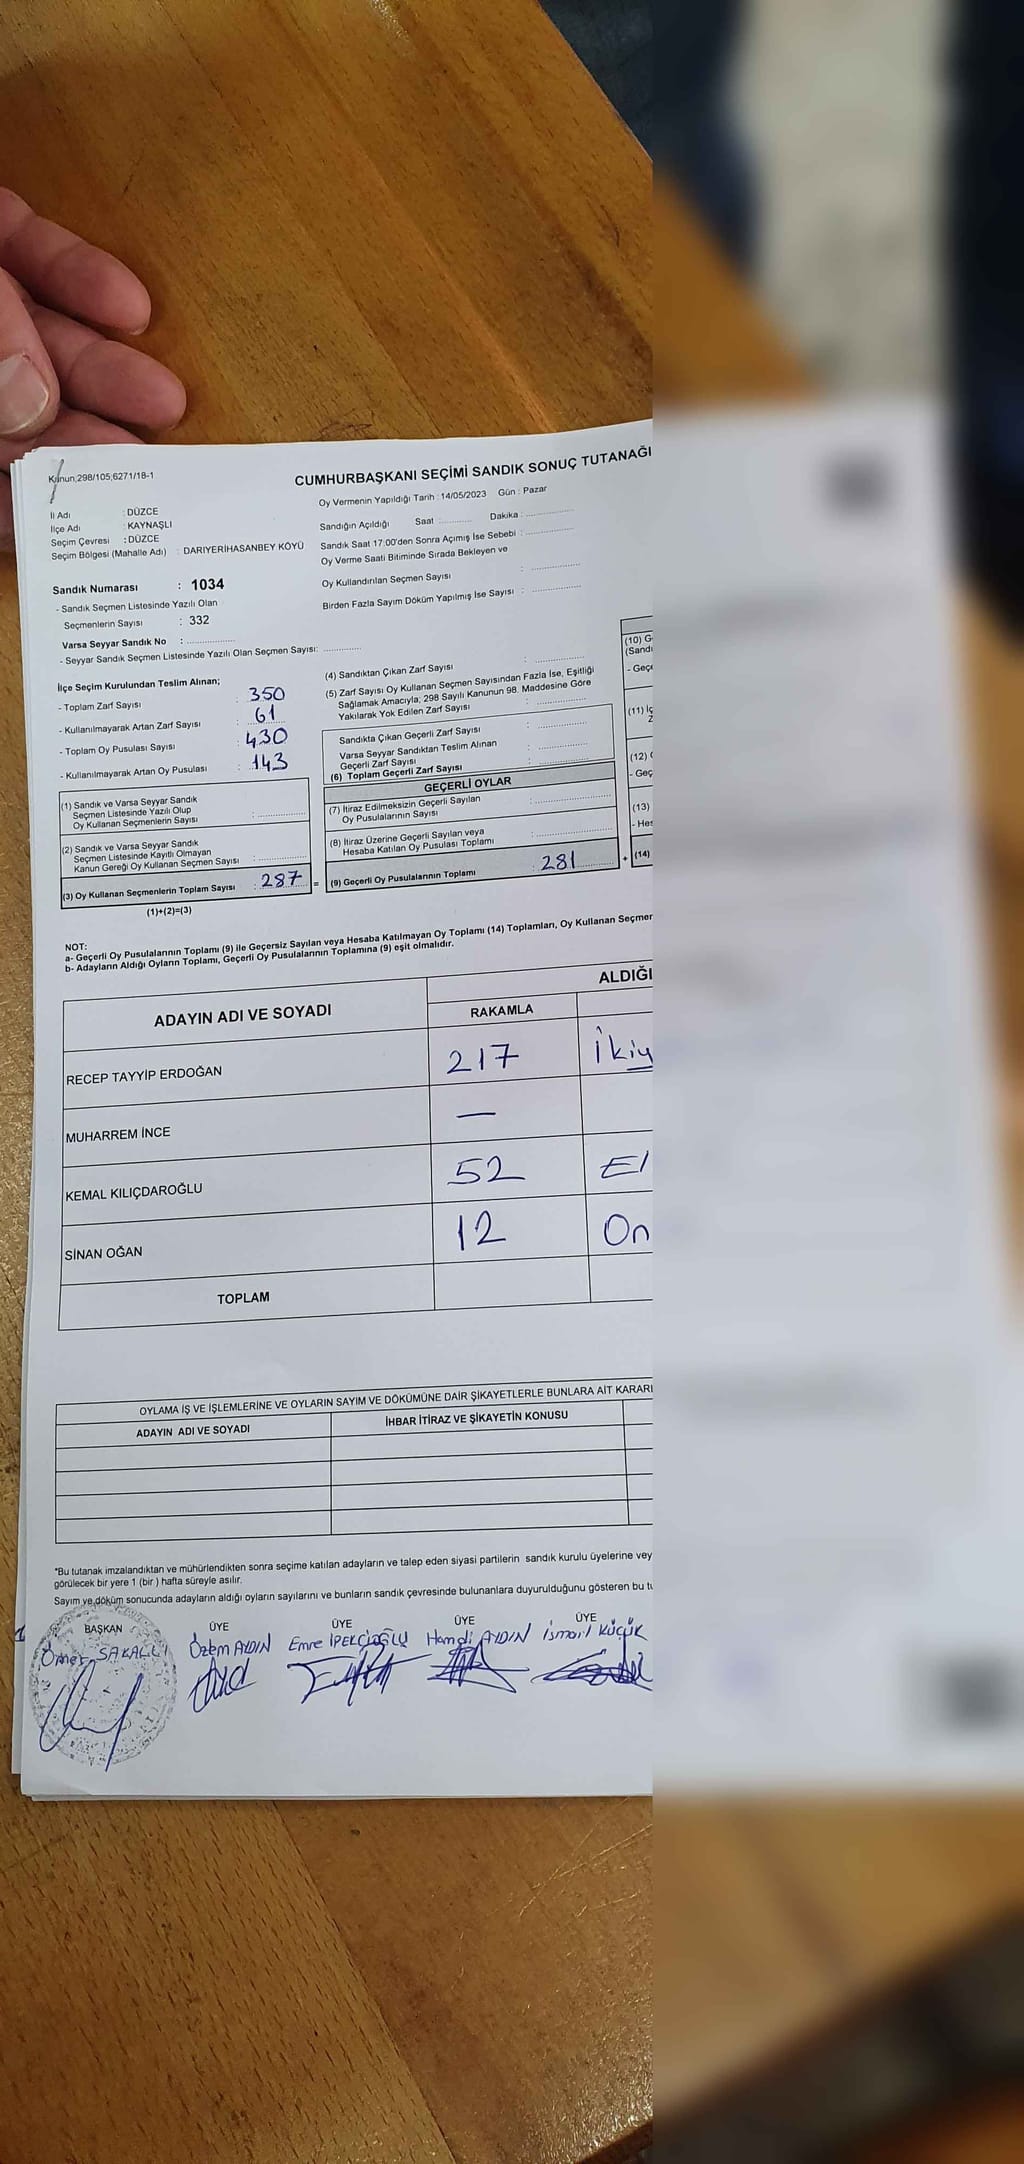 Kanun,298/105,6271/18-1
CUMHURBAŞKANI SEÇİMİ SANDIK SONUÇ TUTANAĞI
İl Adı : DÜZCE
İlçe Adı : KAYNAŞLI
Seçim Çevresi : DÜZCE
Seçim Bölgesi (Mahalle Adı) : DARIYERİHASANBEY KÖYÜ
Oy Vermenin Yapıldığı Tarih : 14/05/2023 Gün : Pazar
Sandığın Açıldığı Saat : Dakika :
Sandık Saat 17:00'den Sonra Açımış İse Sebebi :
Oy Verme Saati Bitiminde Sırada Bekleyen ve
Oy Kullandırılan Seçmen Sayısı :
Birden Fazla Sayım Döküm Yapılmış İse Sayısı :
Sandık Numarası : 1034
- Sandık Seçmen Listesinde Yazılı Olan
Seçmenlerin Sayısı : 332
Varsa Seyyar Sandık No :
- Seyyar Sandık Seçmen Listesinde Yazılı Olan Seçmen Sayısı:
İlçe Seçim Kurulundan Teslim Alınan;
- Toplam Zarf Sayısı : 350
- Kullanılmayarak Artan Zarf Sayısı : 61
- Toplam Oy Pusulası Sayısı : 430
- Kullanılmayarak Artan Oy Pusulası : 143
(4) Sandıktan Çıkan Zarf Sayısı :
(5) Zarf Sayısı Oy Kullanan Seçmen Sayısından Fazla İse, Eşitliği
Sağlamak Amacıyla; 298 Sayılı Kanunun 98. Maddesine Göre
Yakılarak Yok Edilen Zarf Sayısı :
Sandıkta Çıkan Geçerli Zarf Sayısı :
Varsa Seyyar Sandıktan Teslim Alınan
Geçerli Zarf Sayısı :
(6) Toplam Geçerli Zarf Sayısı :
(1) Sandık ve Varsa Seyyar Sandık
Seçmen Listesinde Yazılı Olup
Oy Kullanan Seçmenlerin Sayısı :
(2) Sandık ve Varsa Seyyar Sandık
Seçmen Listesinde Kayıtlı Olmayan
Kanun Gereği Oy Kullanan Seçmen Sayısı :
(3) Oy Kullanan Seçmenlerin Toplam Sayısı : 287 =
(1)+(2)=(3)
GEÇERLİ OYLAR
(7) İtiraz Edilmeksizin Geçerli Sayılan
Oy Pusulalarının Sayısı :
(8) İtiraz Üzerine Geçerli Sayılan veya
Hesaba Katılan Oy Pusulası Toplamı :
(9) Geçerli Oy Pusulalarının Toplamı : 281 +
(10) G
(Sandı
- Geçe
(11) İç
Z
(12) (
- Geç
(13)
- Hes
(14)
NOT:
a- Geçerli Oy Pusulalarının Toplamı (9) ile Geçersiz Sayılan veya Hesaba Katılmayan Oy Toplamı (14) Toplamları, Oy Kullanan Seçmer
b- Adayların Aldığı Oyların Toplamı, Geçerli Oy Pusulalarının Toplamına (9) eşit olmalıdır.
ADAYIN ADI VE SOYADI
ALDIĞI
RAKAMLA
RECEP TAYYİP ERDOĞAN 217 İkiy
MUHARREM İNCE —
KEMAL KILIÇDAROĞLU 52 El
SİNAN OĞAN 12 On
TOPLAM
OYLAMA İŞ VE İŞLEMLERİNE VE OYLARIN SAYIM VE DÖKÜMÜNE DAİR ŞİKAYETLERLE BUNLARA AİT KARARI
ADAYIN ADI VE SOYADI İHBAR İTİRAZ VE ŞİKAYETİN KONUSU
*Bu tutanak imzalandıktan ve mühürlendikten sonra seçime katılan adayların ve talep eden siyasi partilerin sandık kurulu üyelerine vey
görülecek bir yere 1 (bir ) hafta süreyle asılır.
Sayım ve döküm sonucunda adayların aldığı oyların sayılarını ve bunların sandık çevresinde bulunanlara duyurulduğunu gösteren bu tu
BAŞKAN ÜYE ÜYE ÜYE ÜYE
Ömer SAKALLI Özem AYDIN Emre İPEKÇİOĞLU Hamdi AYDIN İsmail KÜÇÜK